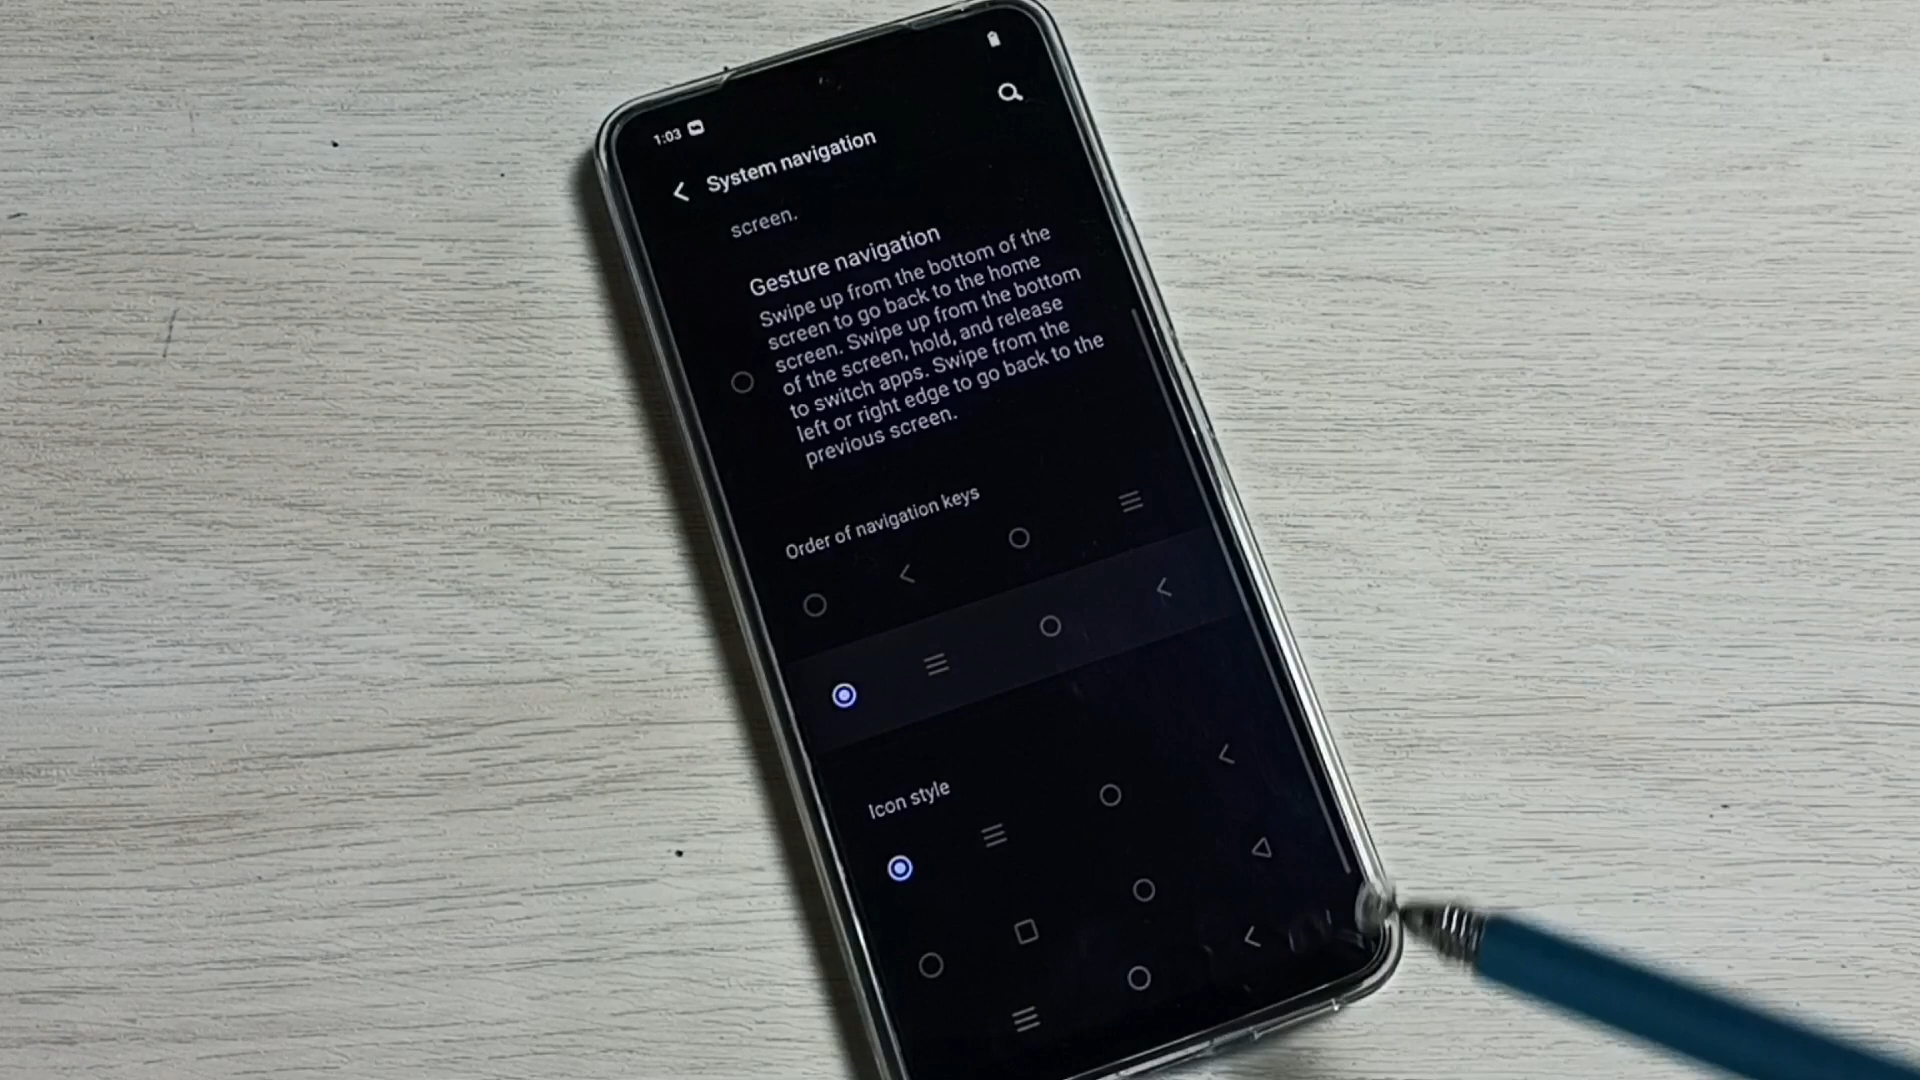 1:03
System navigation
screen.
Gesture navigation
Swipe up from the bottom of the
screen to go back to the home
screen. Swipe up from the bottom
of the screen, hold, and release
to switch apps. Swipe from the
left or right edge to go back to the
previous screen.
Order of navigation keys
Icon style